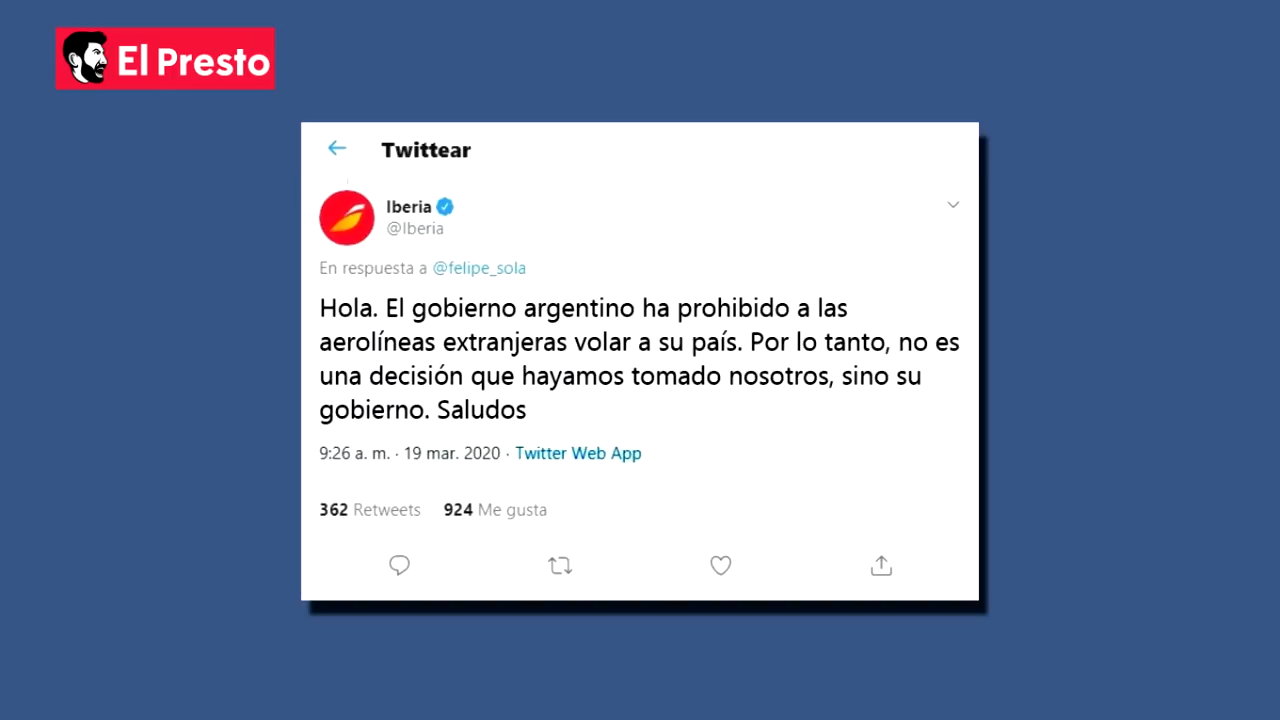 El Presto
Twittear
Iberia
@Iberia
En respuesta a @felipe_sola
Hola. El gobierno argentino ha prohibido a las
aerolíneas extranjeras volar a su país. Por lo tanto, no es
una decisión que hayamos tomado nosotros, sino su
gobierno. Saludos
9:26 a. m. · 19 mar. 2020 · Twitter Web App
362 Retweets 924 Me gusta